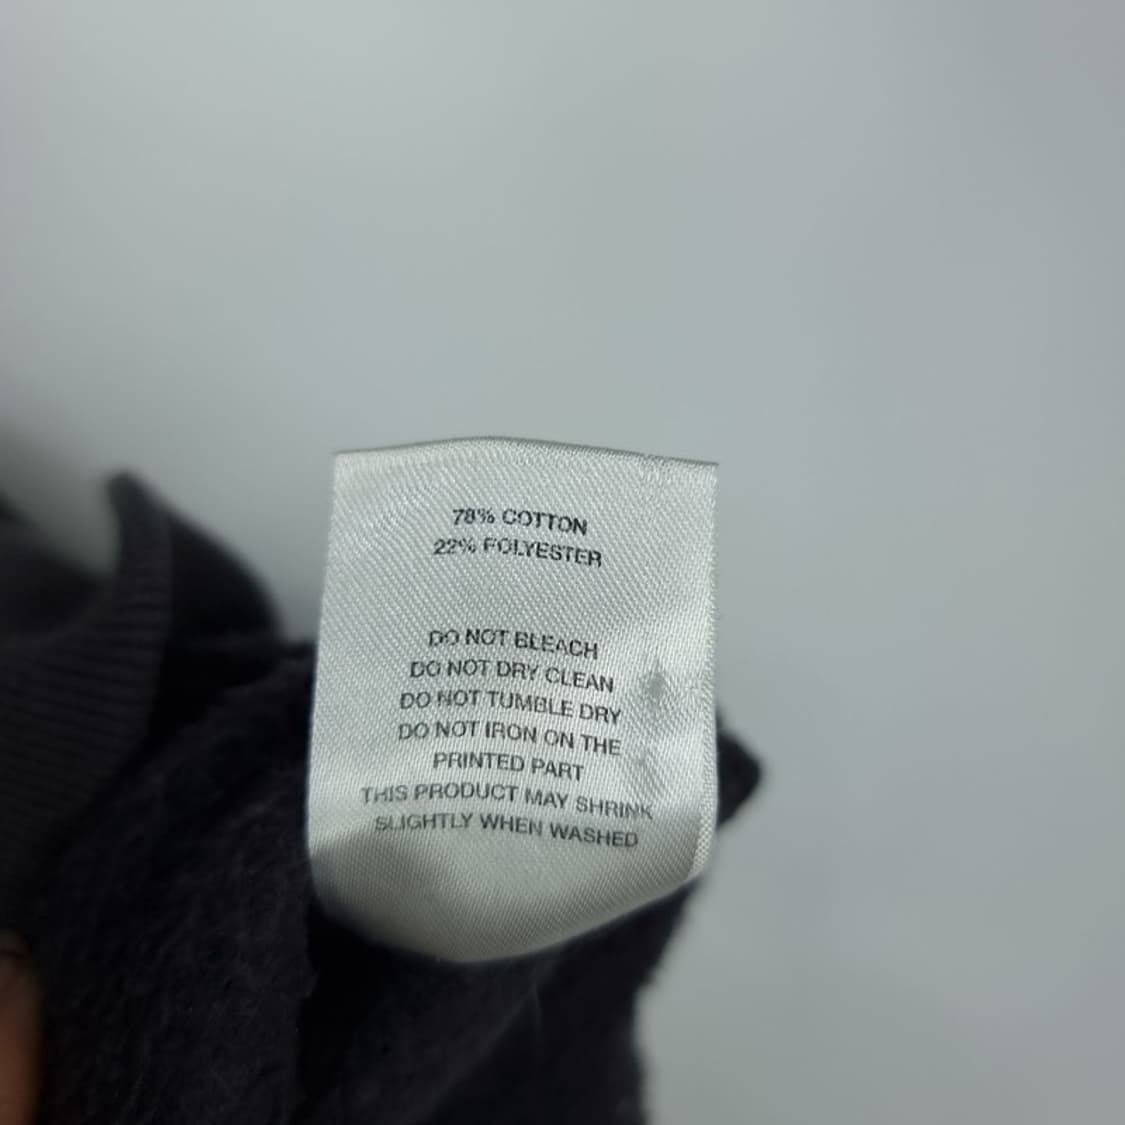 78% COTTON
22% POLYESTER
DO NOT BLEACH
DO NOT DRY CLEAN
DO NOT TUMBLE DRY
DO NOT IRON ON THE
PRINTED PART
THIS PRODUCT MAY SHRINK
SLIGHTLY WHEN WASHED